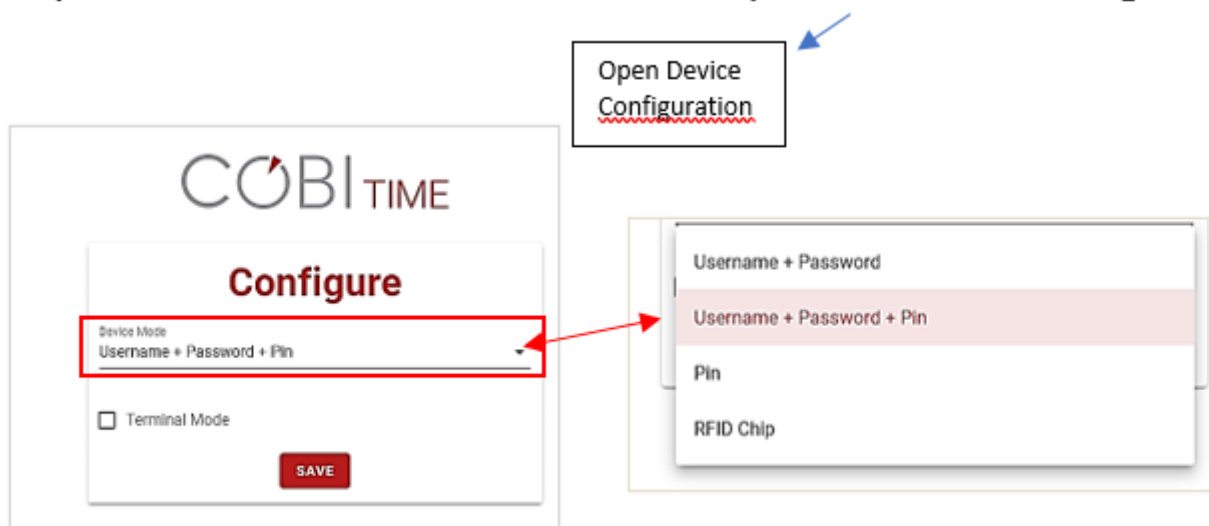 Open Device
Configuration
COBI TIME
Configure
Device Mode
Username + Password + Pin
Terminal Mode
SAVE
Username + Password
Username + Password + Pin
Pin
RFID Chip